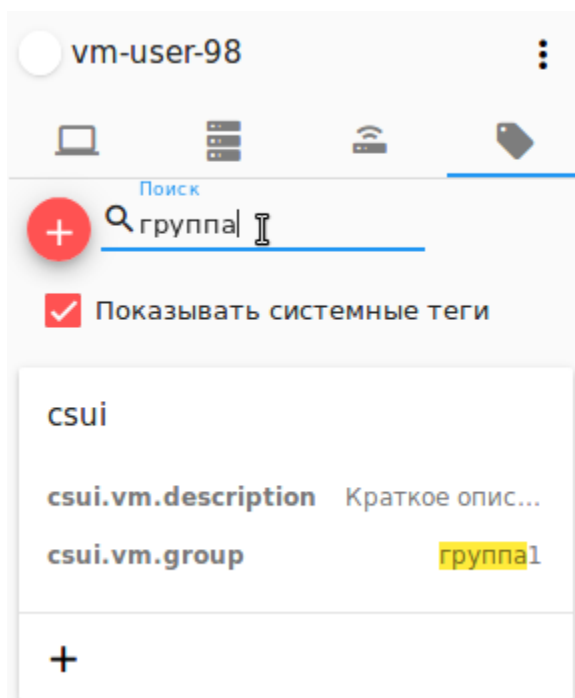 vm-user-98
Поиск
группа
Показывать системные теги
csui
csui.vm.description Краткое опис...
csui.vm.group группа1